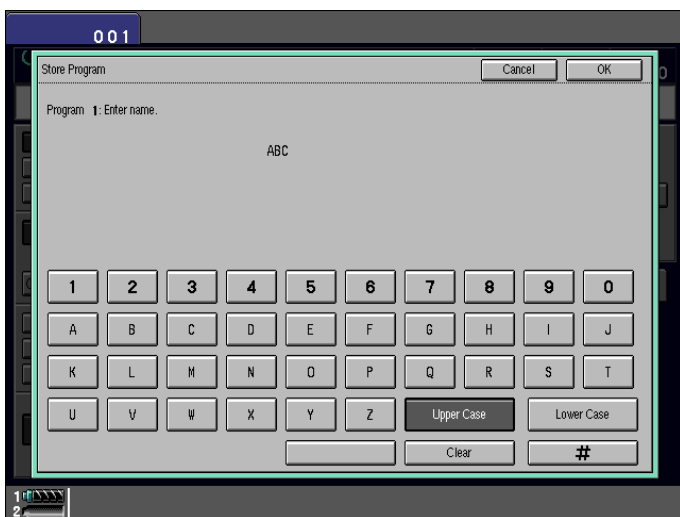 001
Store Program Cancel OK
0
Program 1: Enter name.
ABC
1 2 3 4 5 6 7 8 9 0
A B C D E F G H I J
K L M N O P Q R S T
U V W X Y Z Upper Case Lower Case
Clear #
1
2